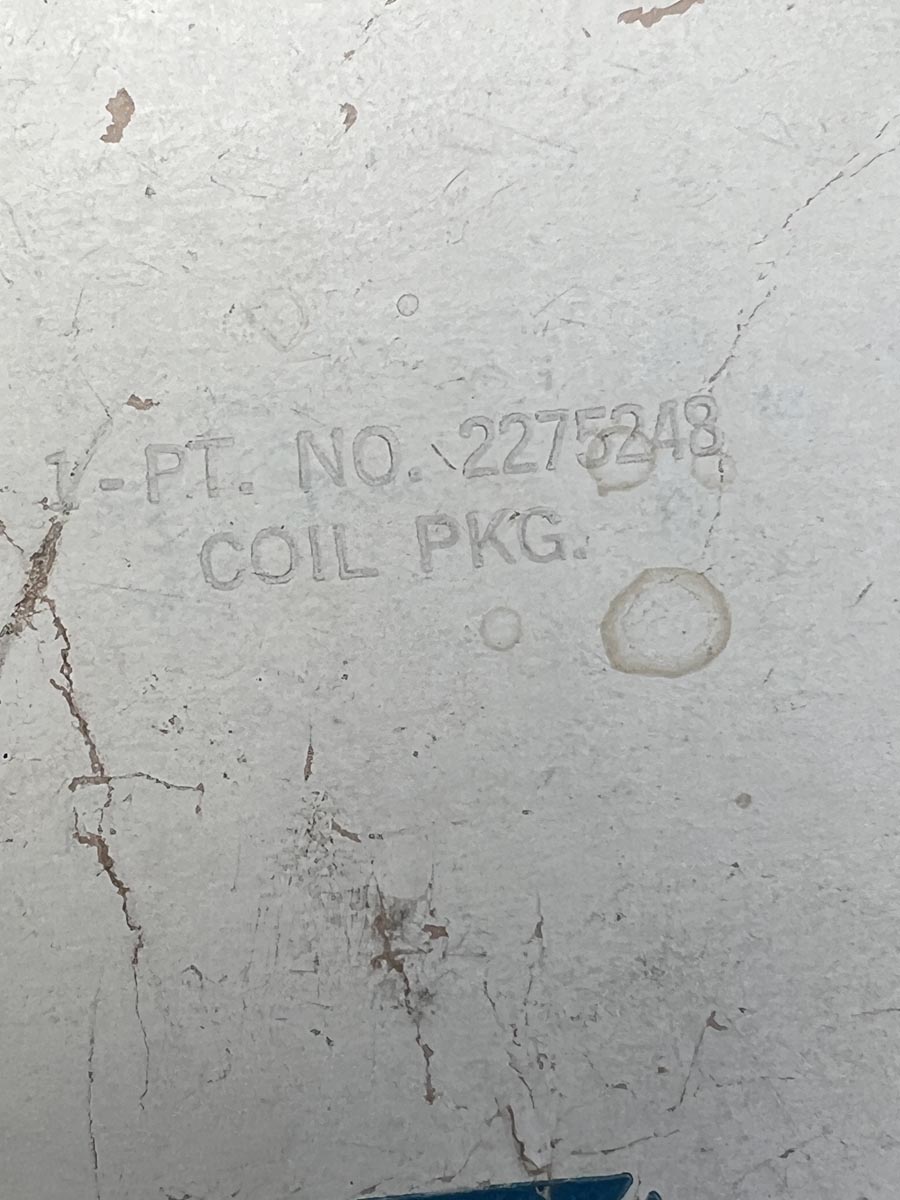 1-PT. NO. 2275248
COIL PKG.